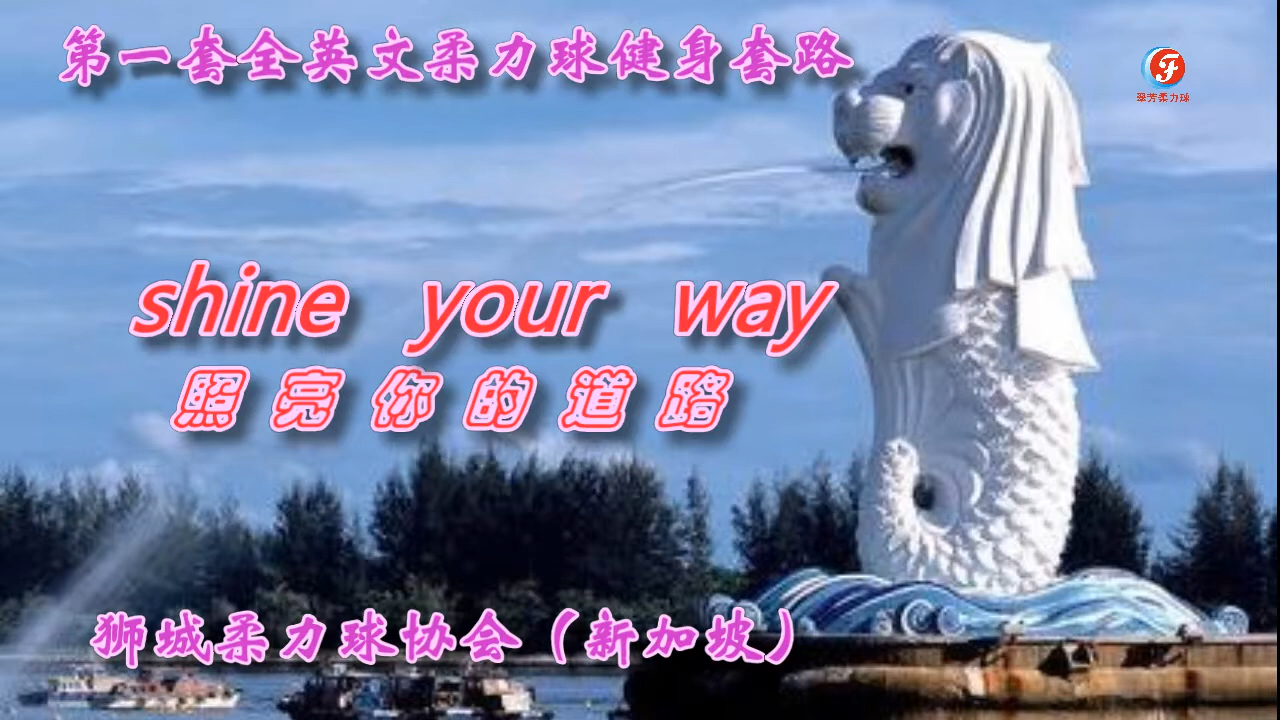 第一套全英文柔力球健身套路
翠芳柔力球
shine your way
照亮你的道路
狮城柔力球协会（新加坡）